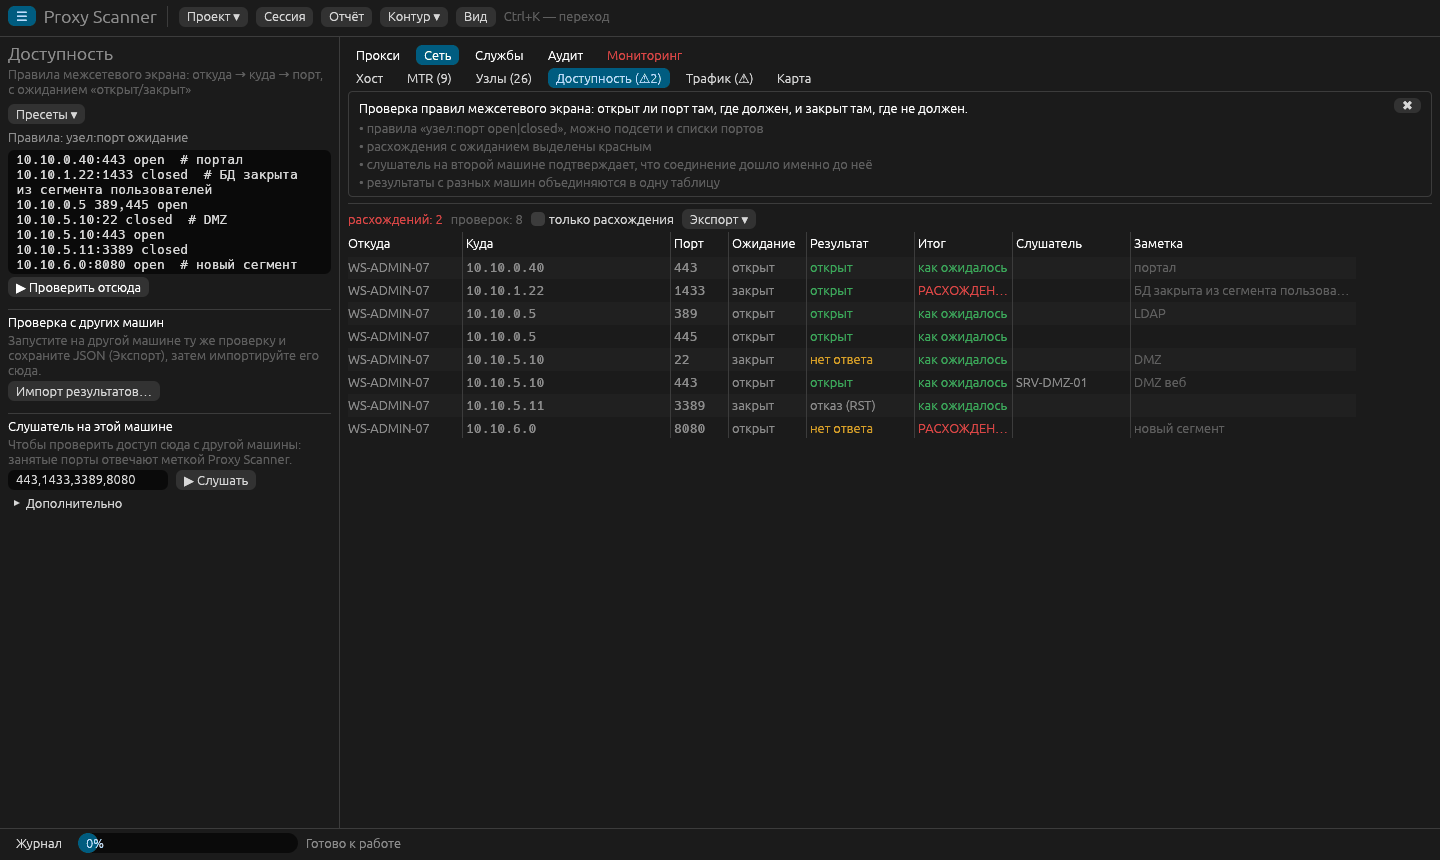 ☰ Proxy Scanner Проект ▾ Сессия Отчёт Контур ▾ Вид Ctrl+K — переход
Доступность
Правила межсетевого экрана: откуда → куда → порт,
с ожиданием «открыт/закрыт»
Пресеты ▾
Правила: узел:порт ожидание
10.10.0.40:443 open # портал
10.10.1.22:1433 closed # БД закрыта
из сегмента пользователей
10.10.0.5 389,445 open
10.10.5.10:22 closed # DMZ
10.10.5.10:443 open
10.10.5.11:3389 closed
10.10.6.0:8080 open # новый сегмент
▶ Проверить отсюда
Проверка с других машин
Запустите на другой машине ту же проверку и
сохраните JSON (Экспорт), затем импортируйте его
сюда.
Импорт результатов…
Слушатель на этой машине
Чтобы проверить доступ сюда с другой машины:
занятые порты отвечают меткой Proxy Scanner.
443,1433,3389,8080 ▶ Слушать
▸ Дополнительно
Прокси Сеть Службы Аудит Мониторинг
Хост MTR (9) Узлы (26) Доступность (⚠2) Трафик (⚠) Карта
Проверка правил межсетевого экрана: открыт ли порт там, где должен, и закрыт там, где не должен. ✖
• правила «узел:порт open|closed», можно подсети и списки портов
• расхождения с ожиданием выделены красным
• слушатель на второй машине подтверждает, что соединение дошло именно до неё
• результаты с разных машин объединяются в одну таблицу
расхождений: 2 проверок: 8 только расхождения Экспорт ▾
Откуда Куда Порт Ожидание Результат Итог Слушатель Заметка
WS-ADMIN-07 10.10.0.40 443 открыт открыт как ожидалось портал
WS-ADMIN-07 10.10.1.22 1433 закрыт открыт РАСХОЖДЕН… БД закрыта из сегмента пользова…
WS-ADMIN-07 10.10.0.5 389 открыт открыт как ожидалось LDAP
WS-ADMIN-07 10.10.0.5 445 открыт открыт как ожидалось
WS-ADMIN-07 10.10.5.10 22 закрыт нет ответа как ожидалось DMZ
WS-ADMIN-07 10.10.5.10 443 открыт открыт как ожидалось SRV-DMZ-01 DMZ веб
WS-ADMIN-07 10.10.5.11 3389 закрыт отказ (RST) как ожидалось
WS-ADMIN-07 10.10.6.0 8080 открыт нет ответа РАСХОЖДЕН… новый сегмент
Журнал 0% Готово к работе